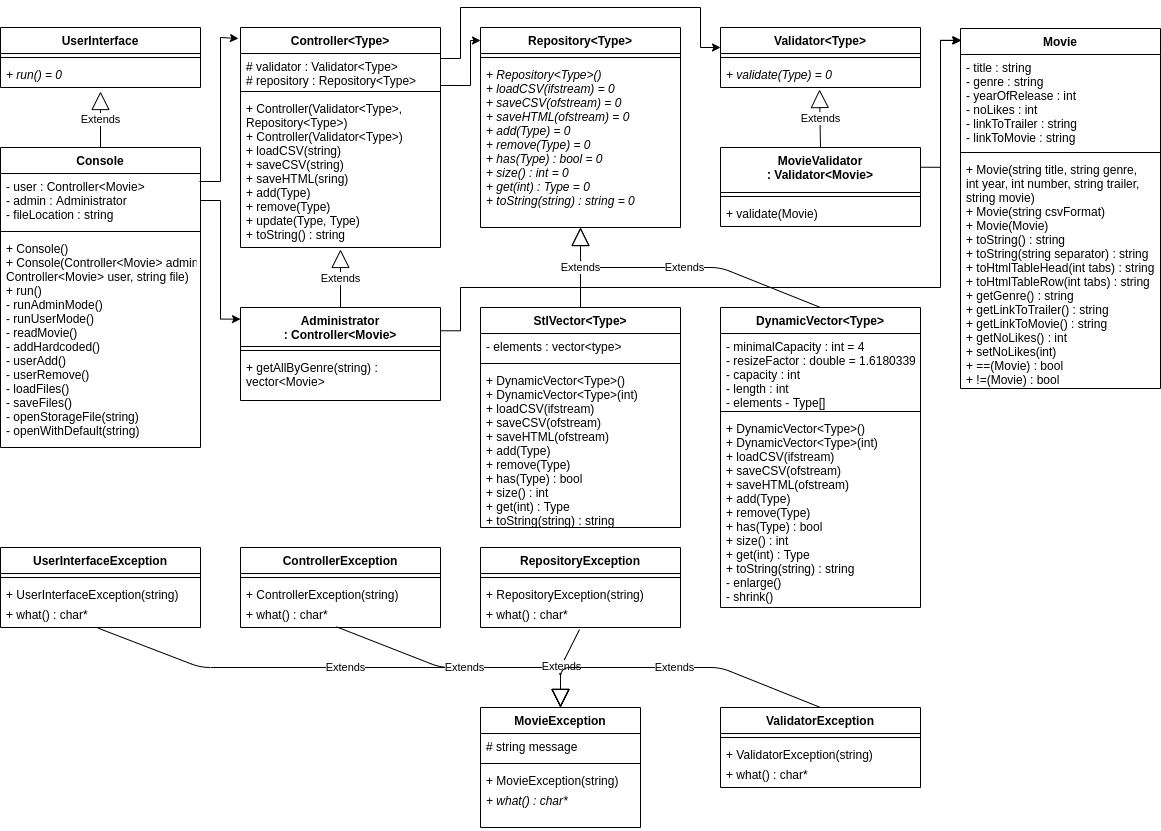 UserInterface
+ run() = 0
Extends
Console
- user : Controller<Movie>
- admin : Administrator
- fileLocation : string
+ Console()
+ Console(Controller<Movie> admin
Controller<Movie> user, string file)
+ run()
- runAdminMode()
- runUserMode()
- readMovie()
- addHardcoded()
- userAdd()
- userRemove()
- loadFiles()
- saveFiles()
- openStorageFile(string)
- openWithDefault(string)
Controller<Type>
# validator : Validator<Type>
# repository : Repository<Type>
+ Controller(Validator<Type>,
Repository<Type>)
+ Controller(Validator<Type>)
+ loadCSV(string)
+ saveCSV(string)
+ saveHTML(sring)
+ add(Type)
+ remove(Type)
+ update(Type, Type)
+ toString() : string
Extends
Administrator
: Controller<Movie>
+ getAllByGenre(string) :
vector<Movie>
Repository<Type>
+ Repository<Type>()
+ loadCSV(ifstream) = 0
+ saveCSV(ofstream) = 0
+ saveHTML(ofstream) = 0
+ add(Type) = 0
+ remove(Type) = 0
+ has(Type) : bool = 0
+ size() : int = 0
+ get(int) : Type = 0
+ toString(string) : string = 0
Extends
Extends
StlVector<Type>
- elements : vector<type>
+ DynamicVector<Type>()
+ DynamicVector<Type>(int)
+ loadCSV(ifstream)
+ saveCSV(ofstream)
+ saveHTML(ofstream)
+ add(Type)
+ remove(Type)
+ has(Type) : bool
+ size() : int
+ get(int) : Type
+ toString(string) : string
Validator<Type>
+ validate(Type) = 0
Extends
MovieValidator
: Validator<Movie>
+ validate(Movie)
DynamicVector<Type>
- minimalCapacity : int = 4
- resizeFactor : double = 1.6180339
- capacity : int
- length : int
- elements - Type[]
+ DynamicVector<Type>()
+ DynamicVector<Type>(int)
+ loadCSV(ifstream)
+ saveCSV(ofstream)
+ saveHTML(ofstream)
+ add(Type)
+ remove(Type)
+ has(Type) : bool
+ size() : int
+ get(int) : Type
+ toString(string) : string
- enlarge()
- shrink()
Movie
- title : string
- genre : string
- yearOfRelease : int
- noLikes : int
- linkToTrailer : string
- linkToMovie : string
+ Movie(string title, string genre,
int year, int number, string trailer,
string movie)
+ Movie(string csvFormat)
+ Movie(Movie)
+ toString() : string
+ toString(string separator) : string
+ toHtmlTableHead(int tabs) : string
+ toHtmlTableRow(int tabs) : string
+ getGenre() : string
+ getLinkToTrailer() : string
+ getLinkToMovie() : string
+ getNoLikes() : int
+ setNoLikes(int)
+ ==(Movie) : bool
+ !=(Movie) : bool
UserInterfaceException
+ UserInterfaceException(string)
+ what() : char*
ControllerException
+ ControllerException(string)
+ what() : char*
RepositoryException
+ RepositoryException(string)
+ what() : char*
Extends
Extends
Extends
Extends
MovieException
# string message
+ MovieException(string)
+ what() : char*
ValidatorException
+ ValidatorException(string)
+ what() : char*